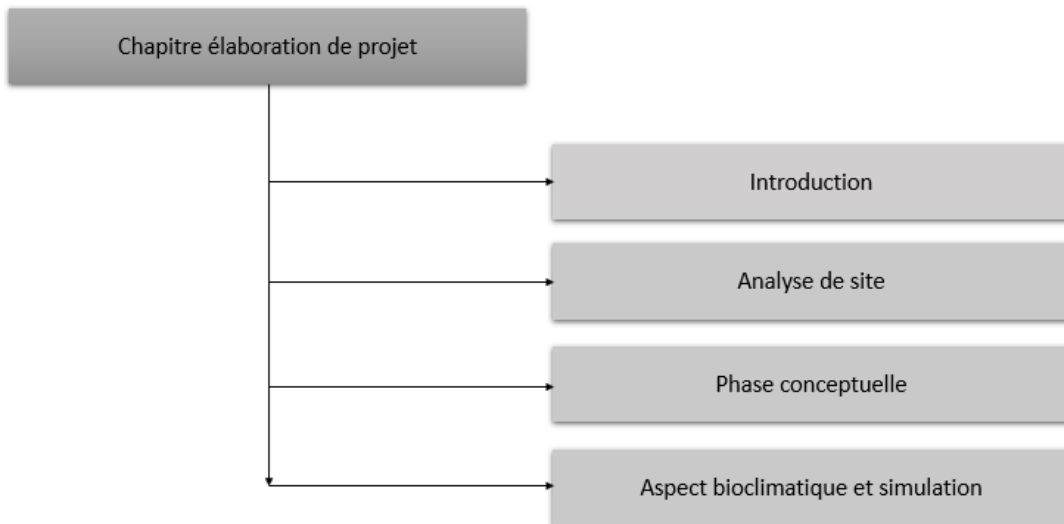 Chapitre élaboration de projet
Introduction
Analyse de site
Phase conceptuelle
Aspect bioclimatique et simulation